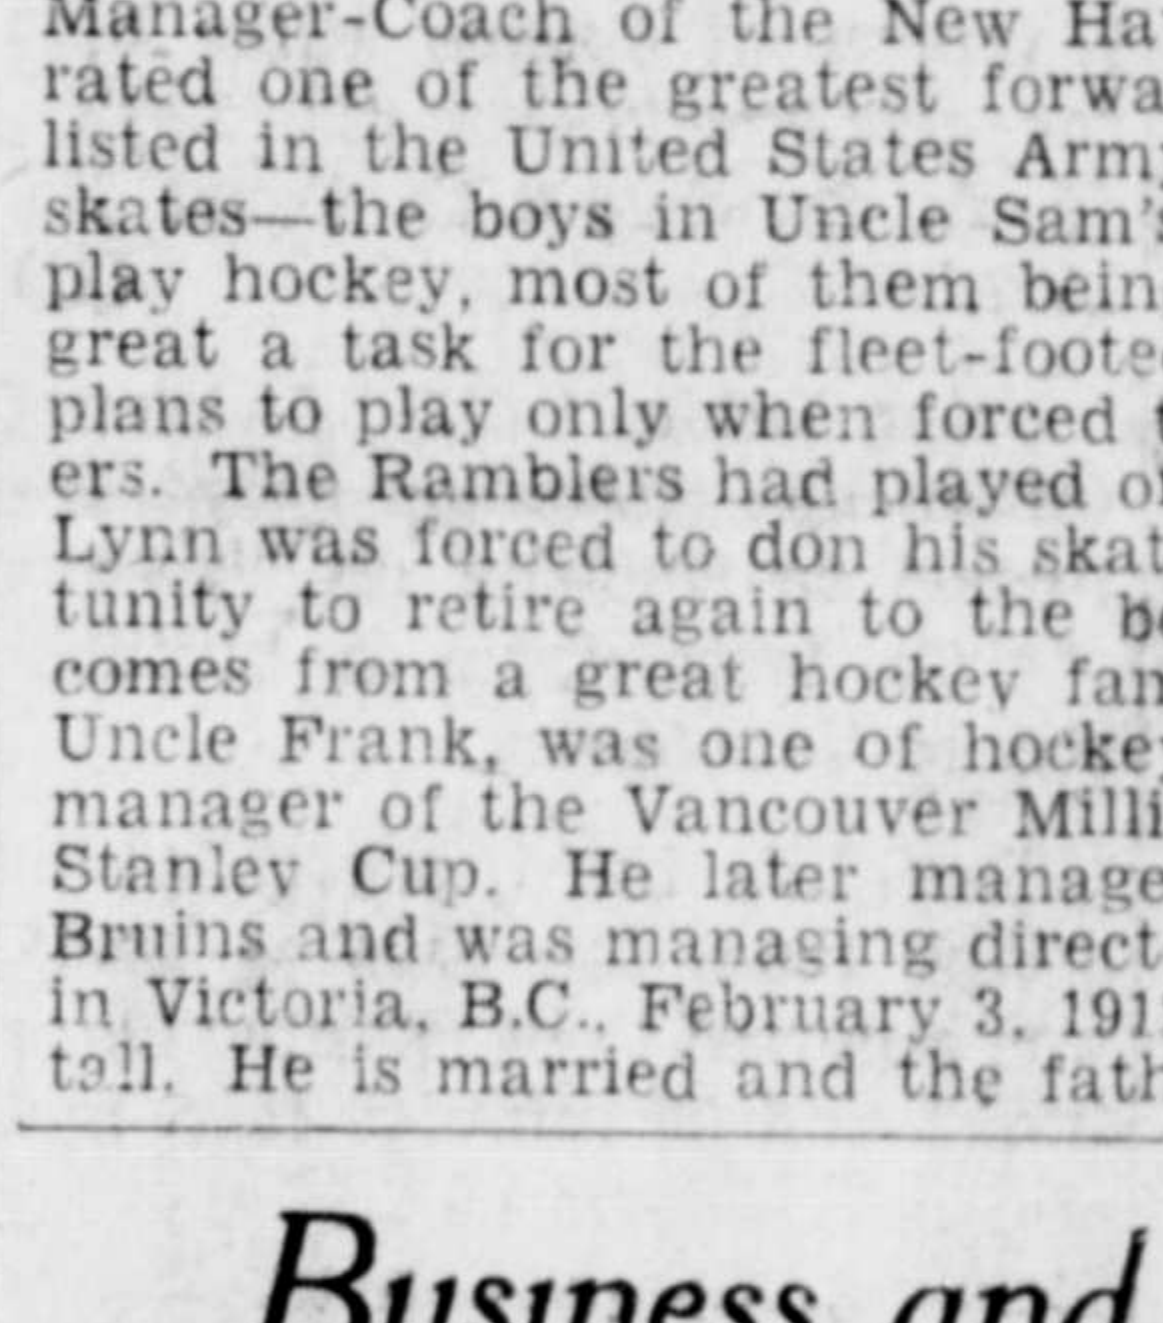 Manager-Coach of the New Ha
rated one of the greatest forwa
listed in the United States Army
skates—the boys in Uncle Sam's
play hockey, most of them bein
great a task for the fleet-foote
plans to play only when forced t
ers. The Ramblers had played o
Lynn was forced to don his skat
tunity to retire again to the b
comes from a great hockey fam
Uncle Frank, was one of hockey
manager of the Vancouver Milli
Stanley Cup. He later manage
Bruins and was managing direct
in Victoria, B.C., February 3, 191
tall. He is married and the fath
Business and